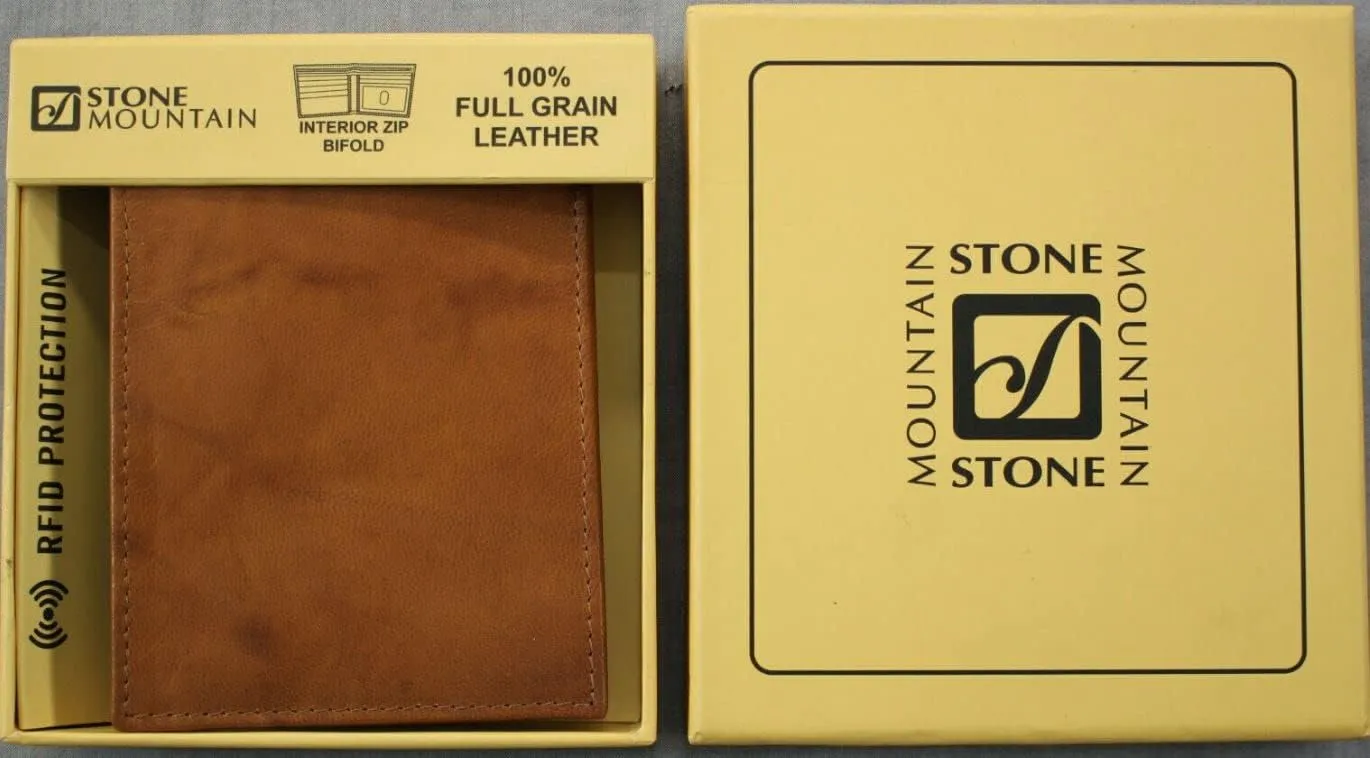 STONE
MOUNTAIN
INTERIOR ZIP
BIFOLD
100%
FULL GRAIN
LEATHER
RFID PROTECTION
STONE
MOUNTAIN
MOUNTAIN
STONE